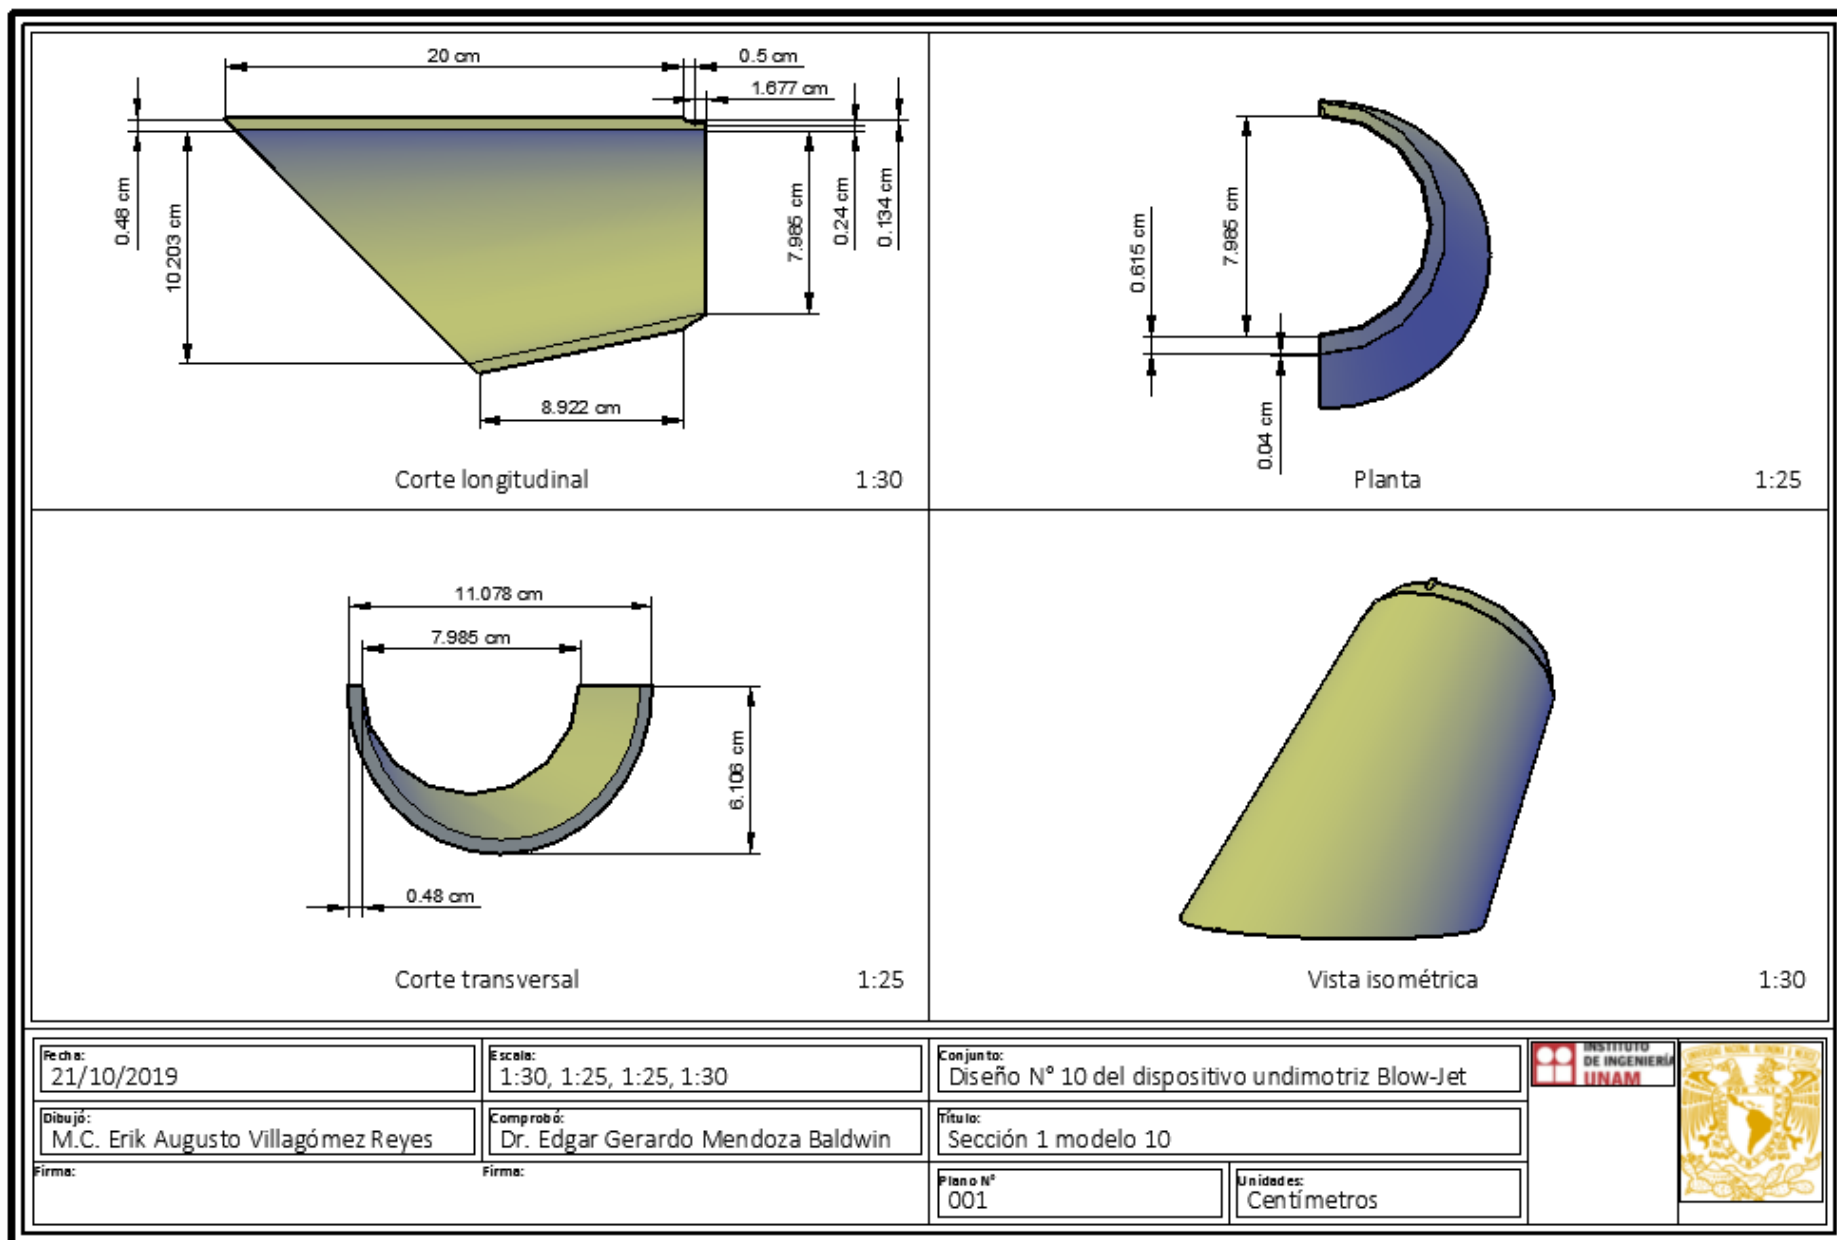 20 cm
0.5 cm
1.677 cm
0.48 cm
10.203 cm
7.985 cm
0.24 cm
0.134 cm
8.922 cm
Corte longitudinal 1:30
0.615 cm
7.985 cm
0.04 cm
Planta 1:25
11.078 cm
7.985 cm
6.106 cm
0.48 cm
Corte transversal 1:25
Vista isométrica 1:30
Fecha:
21/10/2019
Escala:
1:30, 1:25, 1:25, 1:30
Conjunto:
Diseño N° 10 del dispositivo undimotriz Blow-Jet
INSTITUTO
DE INGENIERÍA
UNAM
Dibujó:
M.C. Erik Augusto Villagómez Reyes
Comprobó:
Dr. Edgar Gerardo Mendoza Baldwin
Título:
Sección 1 modelo 10
Firma:
Firma:
Plano N°
001
Unidades:
Centímetros